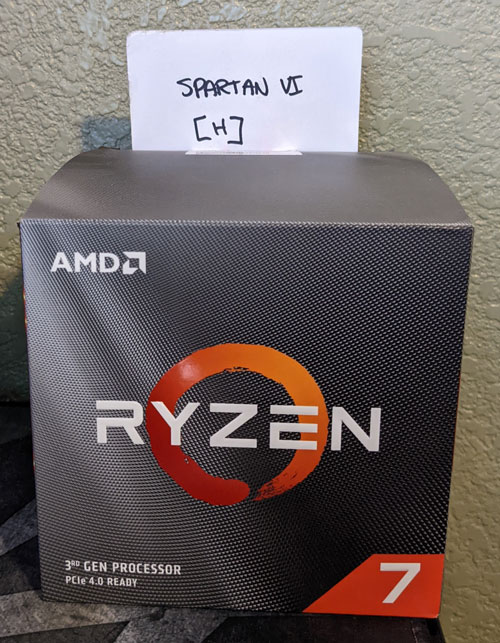 SPARTAN VI
[H]
AMD
RYZEN
3RD GEN PROCESSOR
PCIe® 4.0 READY
7